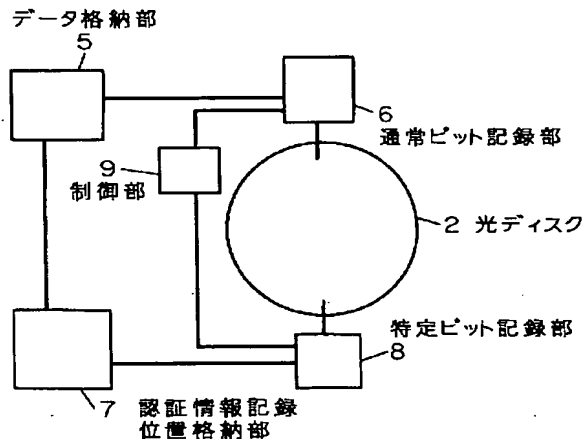 データ格納部
5
6
通常ピット記録部
9
制御部
2 光ディスク
特定ピット記録部
8
7 認証情報記録
位置格納部